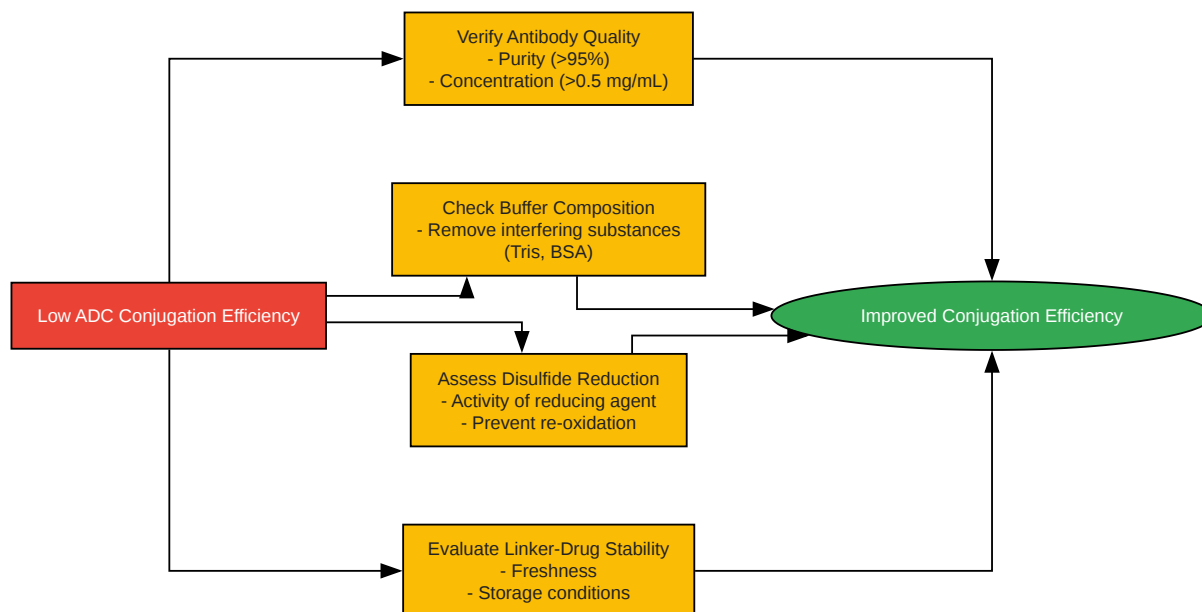 Verify Antibody Quality
- Purity (>95%)
- Concentration (>0.5 mg/mL)
Check Buffer Composition
- Remove interfering substances
(Tris, BSA)
Low ADC Conjugation Efficiency
Improved Conjugation Efficiency
Assess Disulfide Reduction
- Activity of reducing agent
- Prevent re-oxidation
Evaluate Linker-Drug Stability
- Freshness
- Storage conditions